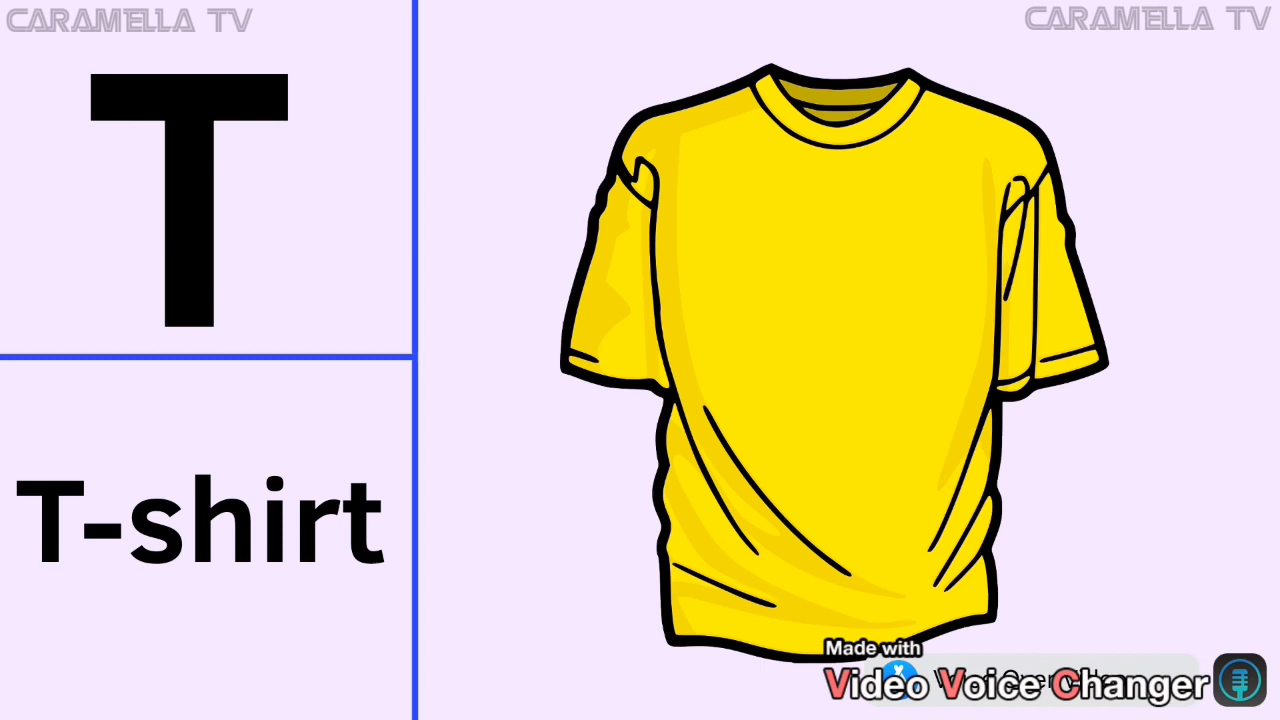 CARAMELLA TV
CARAMELLA TV
T
T-shirt
Made with
Video Voice Changer